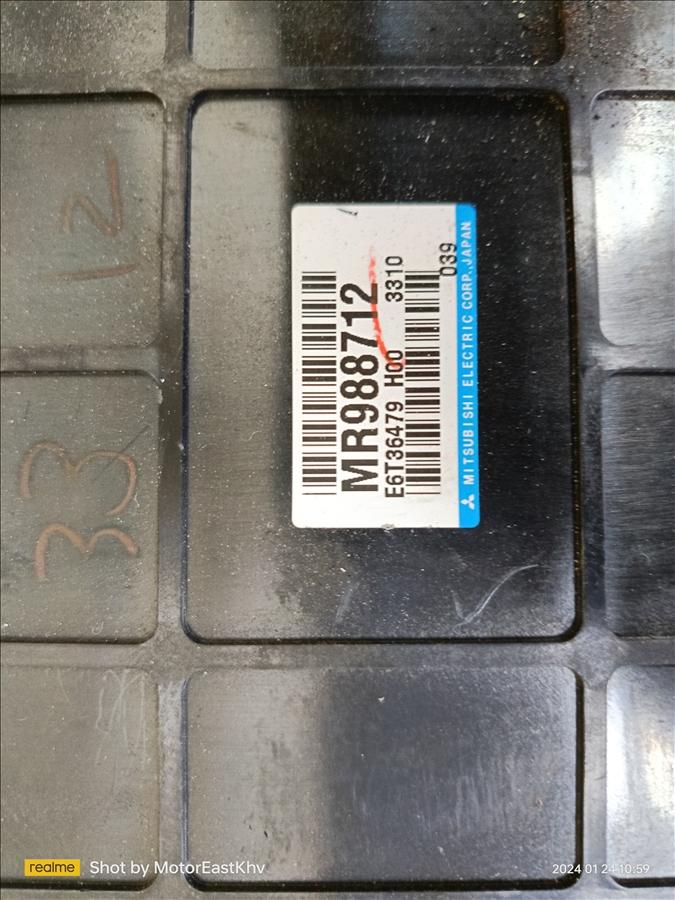 33 12
MR988712
E6T36479 H00 3310
039
MITSUBISHI ELECTRIC CORP.JAPAN
realme Shot by MotorEastKhv
2024 01 24 10:59